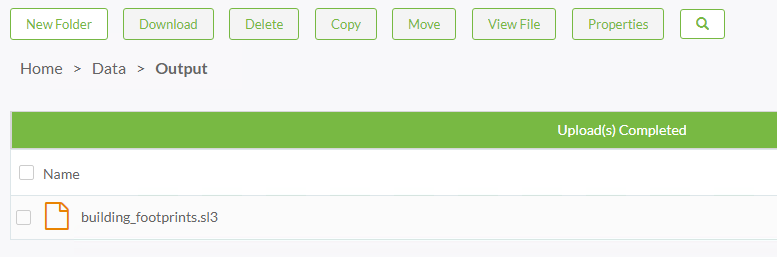 New Folder Download Delete Copy Move View File Properties
Home > Data > Output
Upload(s) Completed
Name
building_footprints.sl3